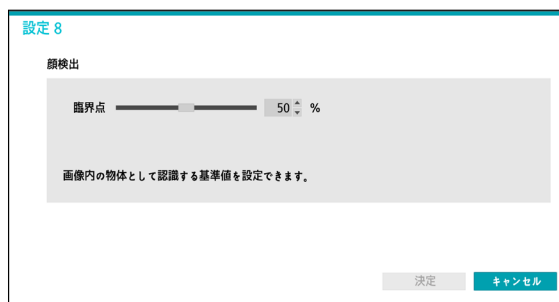 設定 8
顔検出
臨界点 50 %
画像内の物体として認識する基準値を設定できます。
決定 キャンセル